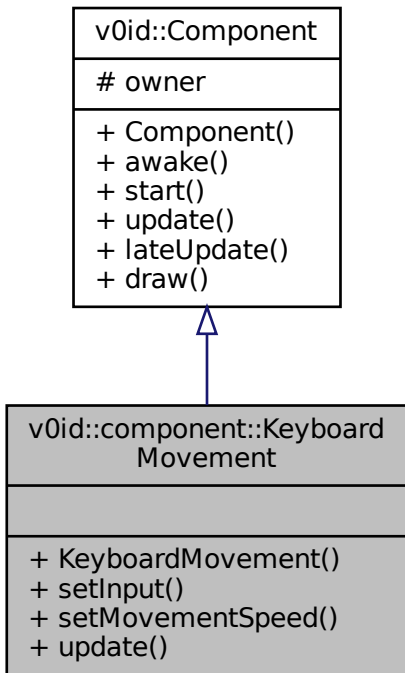 v0id::Component
# owner
+ Component()
+ awake()
+ start()
+ update()
+ lateUpdate()
+ draw()
v0id::component::Keyboard
Movement
+ KeyboardMovement()
+ setInput()
+ setMovementSpeed()
+ update()